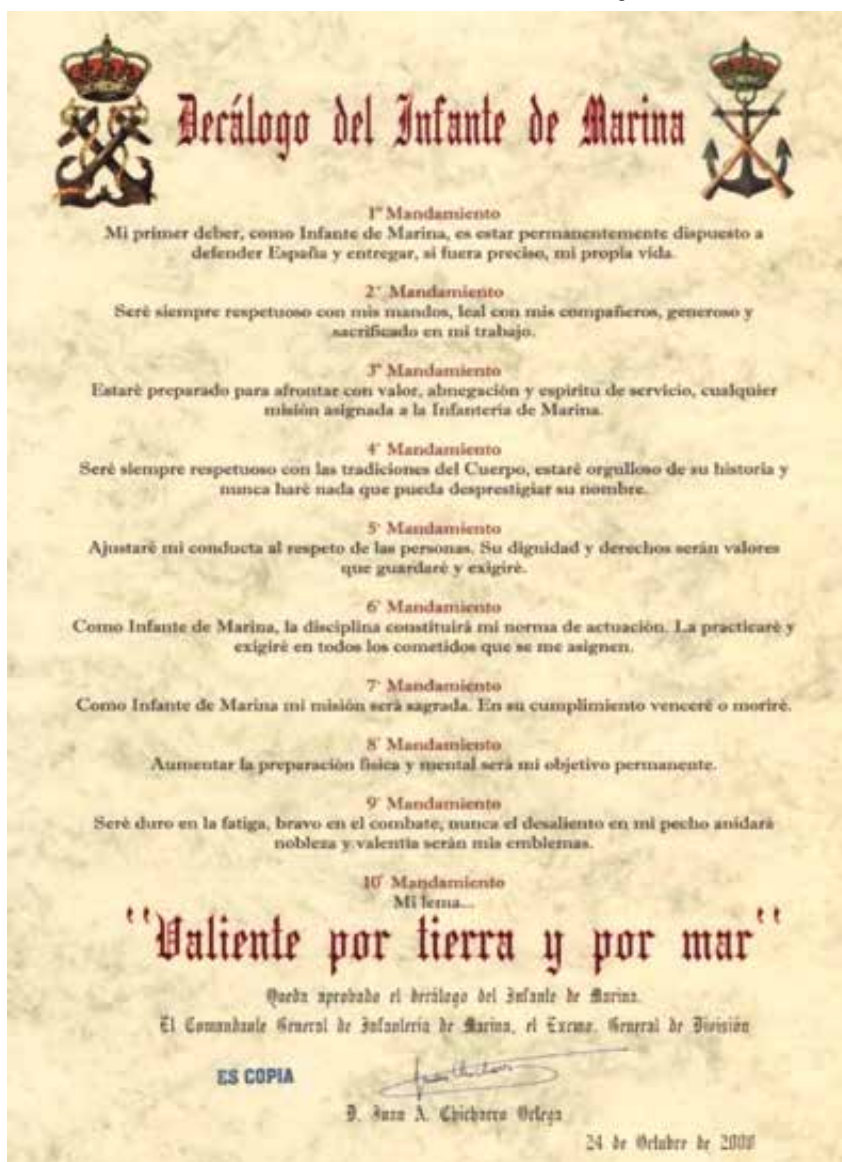 Decálogo del Infante de Marina
1º Mandamiento
Mi primer deber, como Infante de Marina, es estar permanentemente dispuesto a
defender España y entregar, si fuera preciso, mi propia vida.
2º Mandamiento
Seré siempre respetuoso con mis mandos, leal con mis compañeros, generoso y
sacrificado en mi trabajo.
3º Mandamiento
Estaré preparado para afrontar con valor, abnegación y espíritu de servicio, cualquier
misión asignada a la Infantería de Marina.
4º Mandamiento
Seré siempre respetuoso con las tradiciones del Cuerpo, estaré orgulloso de su historia y
nunca haré nada que pueda desprestigiar su nombre.
5º Mandamiento
Ajustaré mi conducta al respeto de las personas. Su dignidad y derechos serán valores
que guardaré y exigiré.
6º Mandamiento
Como Infante de Marina, la disciplina constituirá mi norma de actuación. La practicaré y
exigiré en todos los cometidos que se me asignen.
7º Mandamiento
Como Infante de Marina mi misión será sagrada. En su cumplimiento venceré o moriré.
8º Mandamiento
Aumentar la preparación física y mental será mi objetivo permanente.
9º Mandamiento
Seré duro en la fatiga, bravo en el combate, nunca el desaliento en mi pecho anidará
nobleza y valentía serán mis emblemas.
10º Mandamiento
Mi lema...
"Valiente por tierra y por mar"
Queda aprobado el decálogo del Infante de Marina.
El Comandante General de Infantería de Marina, el Excmo. General de División
ES COPIA
D. Juan A. Chicharro Ortega
24 de Octubre de